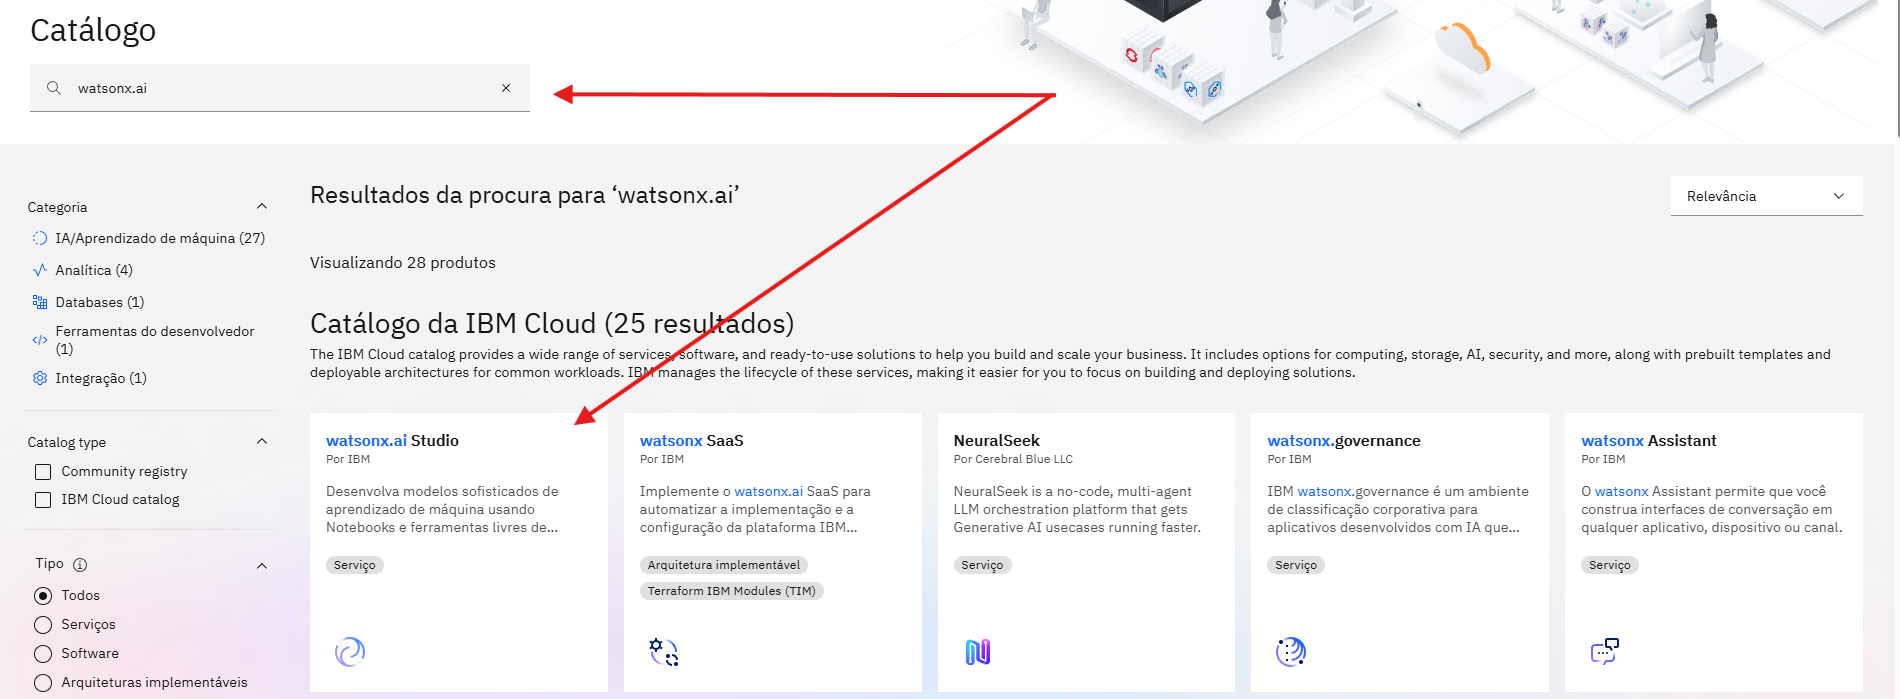 Catálogo
watsonx.ai
Categoria
IA/Aprendizado de máquina (27)
Analítica (4)
Databases (1)
Ferramentas do desenvolvedor
(1)
Integração (1)
Catalog type
Community registry
IBM Cloud catalog
Tipo
Todos
Serviços
Software
Arquiteturas implementáveis
Resultados da procura para ‘watsonx.ai’
Relevância
Visualizando 28 produtos
Catálogo da IBM Cloud (25 resultados)
The IBM Cloud catalog provides a wide range of services, software, and ready-to-use solutions to help you build and scale your business. It includes options for computing, storage, AI, security, and more, along with prebuilt templates and
deployable architectures for common workloads. IBM manages the lifecycle of these services, making it easier for you to focus on building and deploying solutions.
watsonx.ai Studio
Por IBM
Desenvolva modelos sofisticados de
aprendizado de máquina usando
Notebooks e ferramentas livres de...
Serviço
watsonx SaaS
Por IBM
Implemente o watsonx.ai SaaS para
automatizar a implementação e a
configuração da plataforma IBM...
Arquitetura implementável
Terraform IBM Modules (TIM)
NeuralSeek
Por Cerebral Blue LLC
NeuralSeek is a no-code, multi-agent
LLM orchestration platform that gets
Generative AI usecases running faster.
Serviço
watsonx.governance
Por IBM
IBM watsonx.governance é um ambiente
de classificação corporativa para
aplicativos desenvolvidos com IA que...
Serviço
watsonx Assistant
Por IBM
O watsonx Assistant permite que você
construa interfaces de conversação em
qualquer aplicativo, dispositivo ou canal.
Serviço